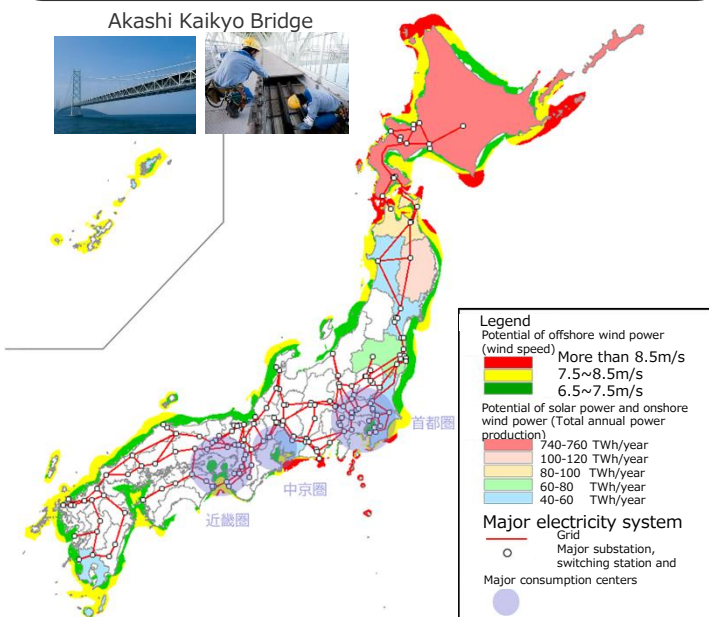 Akashi Kaikyo Bridge
首都圏
中京圏
近畿圏
Legend
Potential of offshore wind power
(wind speed)
More than 8.5m/s
7.5~8.5m/s
6.5~7.5m/s
Potential of solar power and onshore
wind power (Total annual power
production)
740-760 TWh/year
100-120 TWh/year
80-100 TWh/year
60-80 TWh/year
40-60 TWh/year
Major electricity system
Grid
Major substation,
switching station and
Major consumption centers